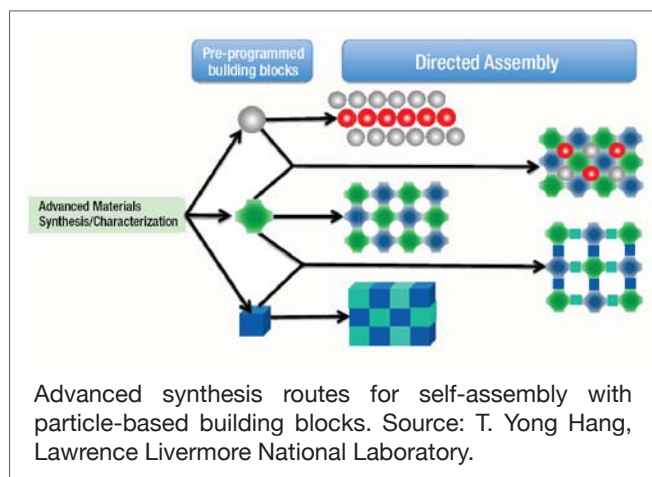 Pre-programmed
building blocks
Directed Assembly
Advanced Materials
Synthesis/Characterization
Advanced synthesis routes for self-assembly with
particle-based building blocks. Source: T. Yong Hang,
Lawrence Livermore National Laboratory.